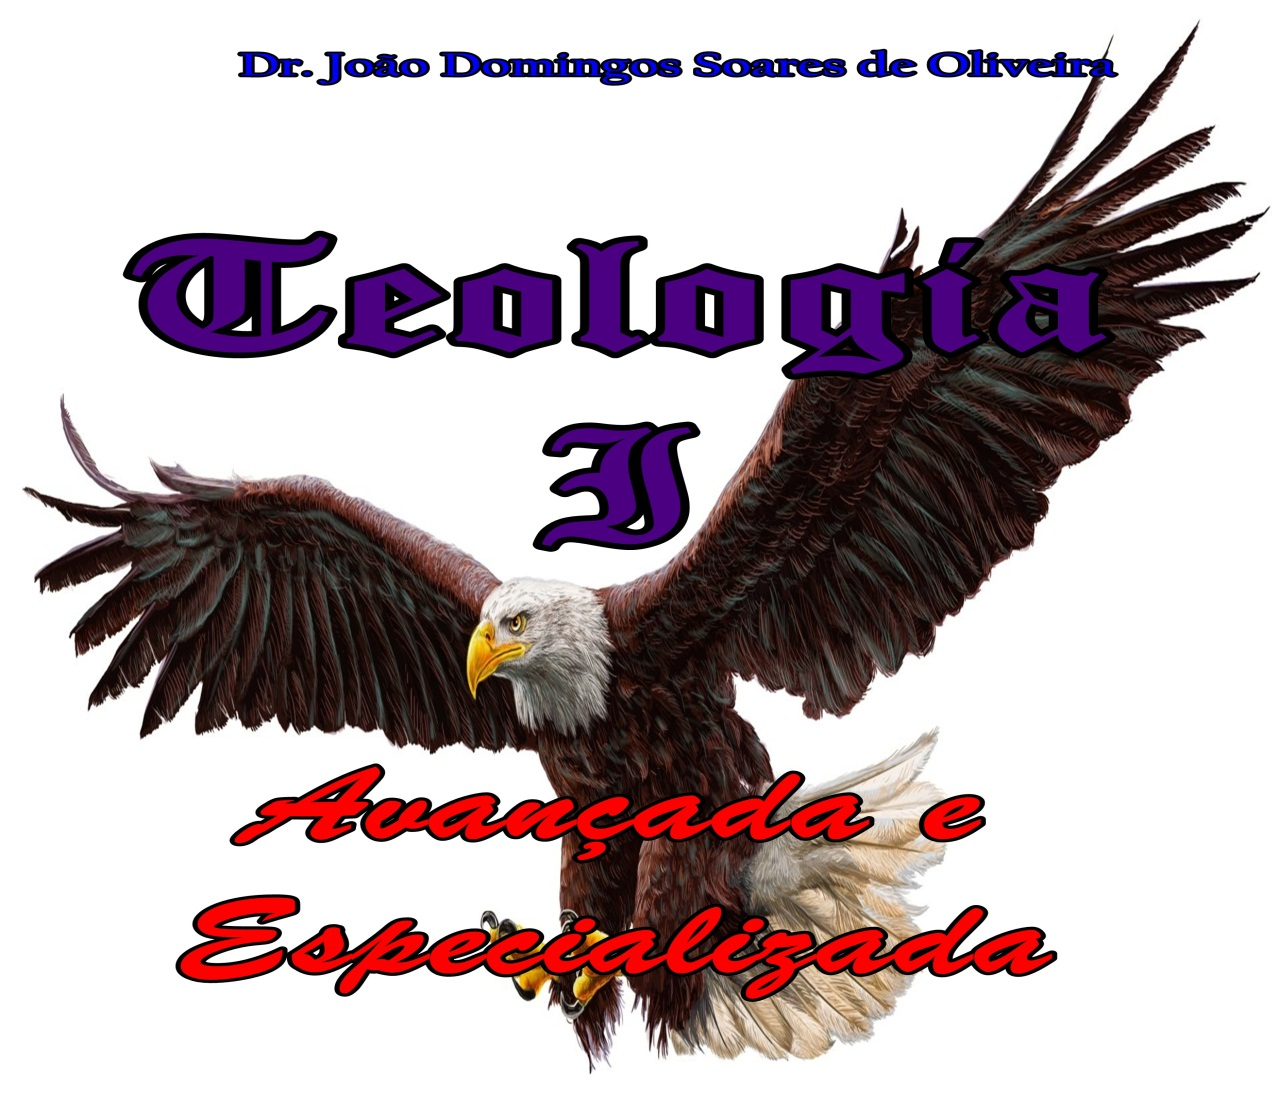 Dr. João Domingos Soares de Oliveira
Teologia
I
Avançada e
Especializada